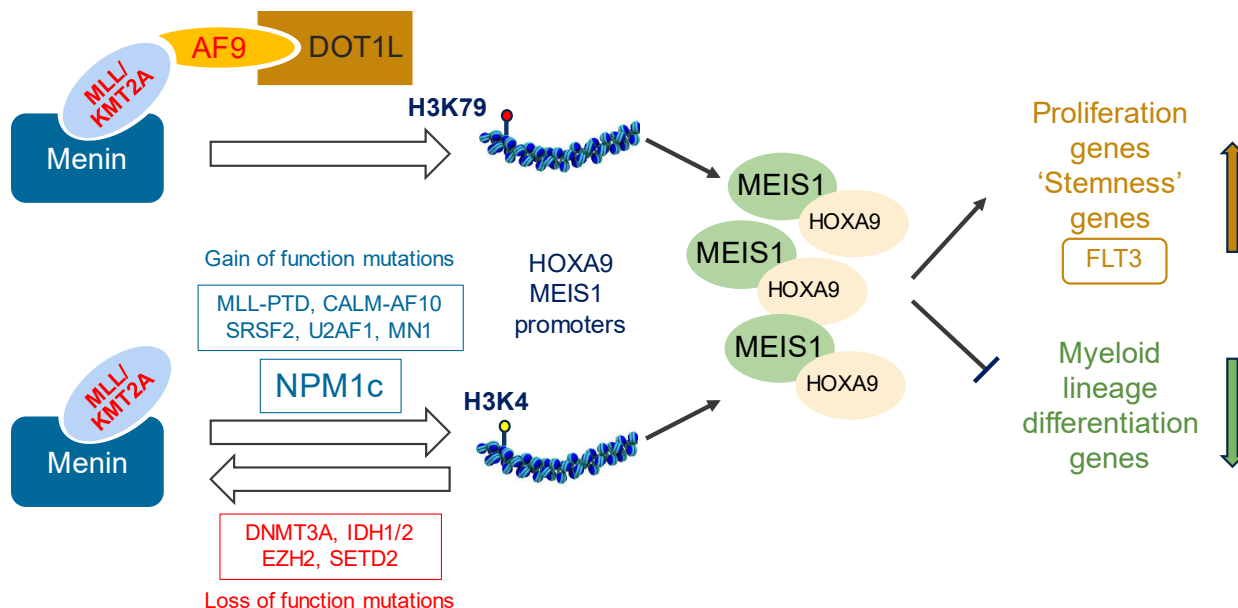 AF9
DOT1L
MLL/
KMT2A
Menin
H3K79
Gain of function mutations
MLL-PTD, CALM-AF10
SRSF2, U2AF1, MN1
NPM1c
HOXA9
MEIS1
promoters
MLL/
KMT2A
Menin
H3K4
DNMT3A, IDH1/2
EZH2, SETD2
Loss of function mutations
MEIS1
HOXA9
MEIS1
HOXA9
MEIS1
HOXA9
Proliferation
genes
‘Stemness’
genes
FLT3
Myeloid
lineage
differentiation
genes